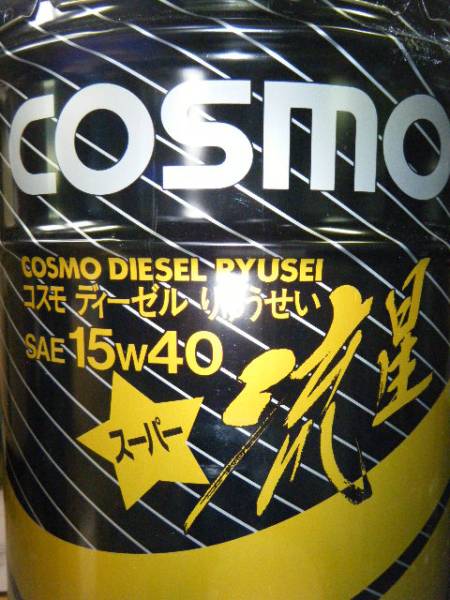 COSMO
COSMO DIESEL RYUSEI
コスモ ディーゼル りゅうせい
SAE 15W40
スーパー
流星